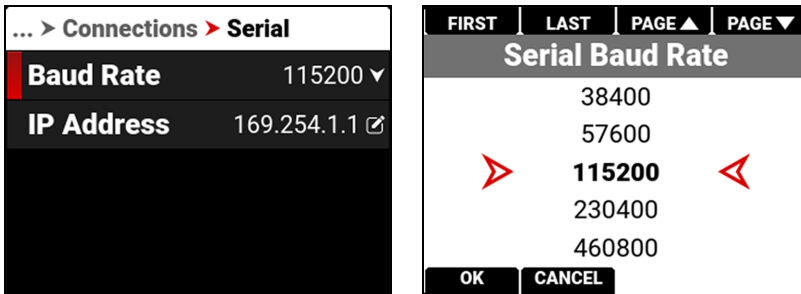 ... > Connections > Serial
Baud Rate 115200
IP Address 169.254.1.1
FIRST LAST PAGE▲ PAGE▼
Serial Baud Rate
38400
57600
115200
230400
460800
OK CANCEL